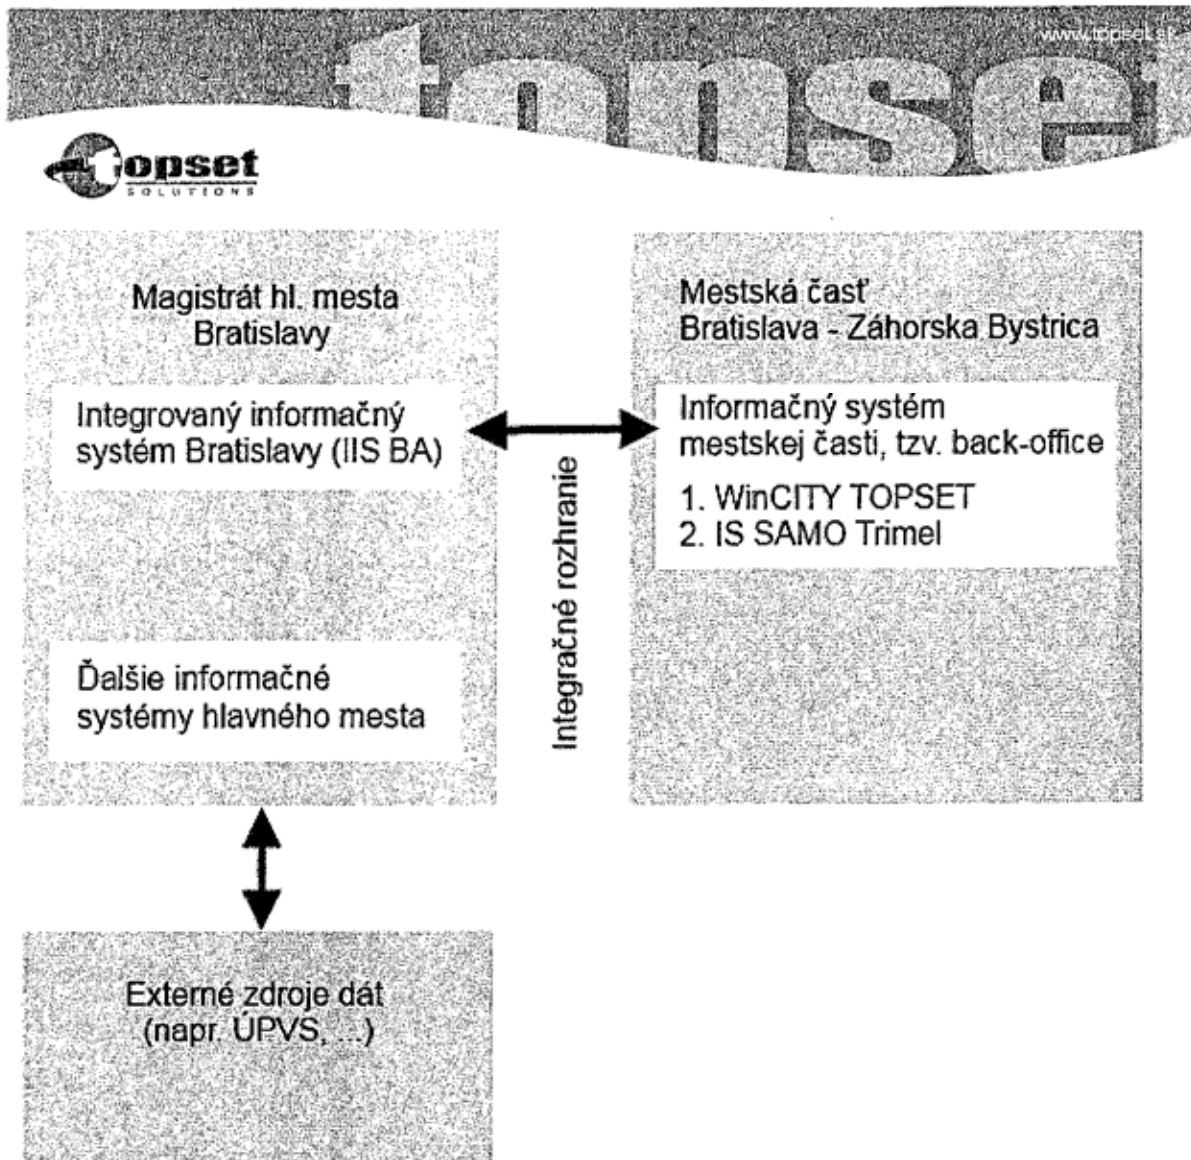 www.topset.sk
topset
topset
SOLUTIONS
Magistrát hl. mesta
Bratislavy
Integrovaný informačný
systém Bratislavy (IIS BA)
Ďalšie informačné
systémy hlavného mesta
Integračné rozhranie
Mestská časť
Bratislava - Záhorska Bystrica
Informačný systém
mestskej časti, tzv. back-office
1. WinCITY TOPSET
2. IS SAMO Trimel
Externé zdroje dát
(napr. ÚPVS, ...)